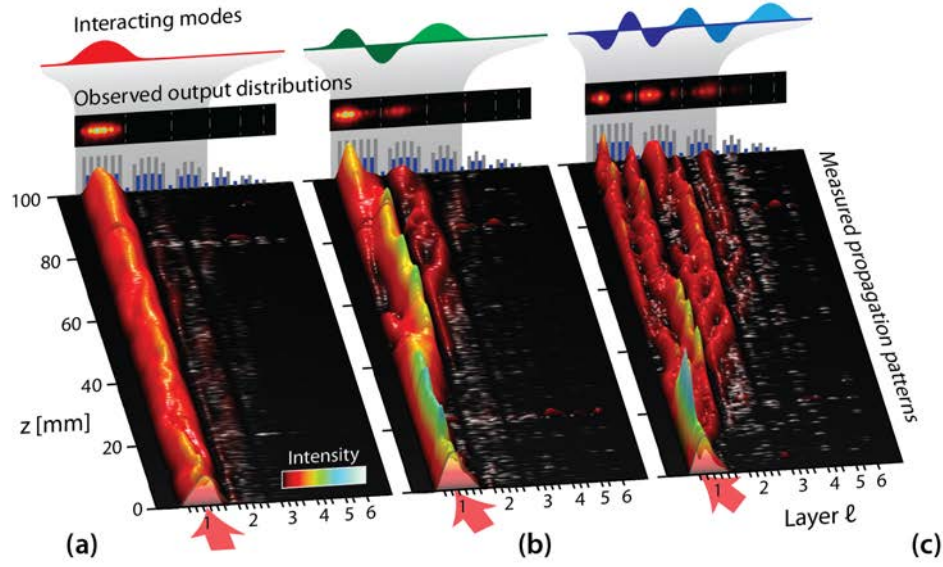 Interacting modes
Observed output distributions
Measured propagation patterns
100
80
60
40
20
0
z [mm]
Intensity
1 2 3 4 5 6
1 2 3 4 5 6
1 2 3 4 5 6
Layer ℓ
(a) (b) (c)